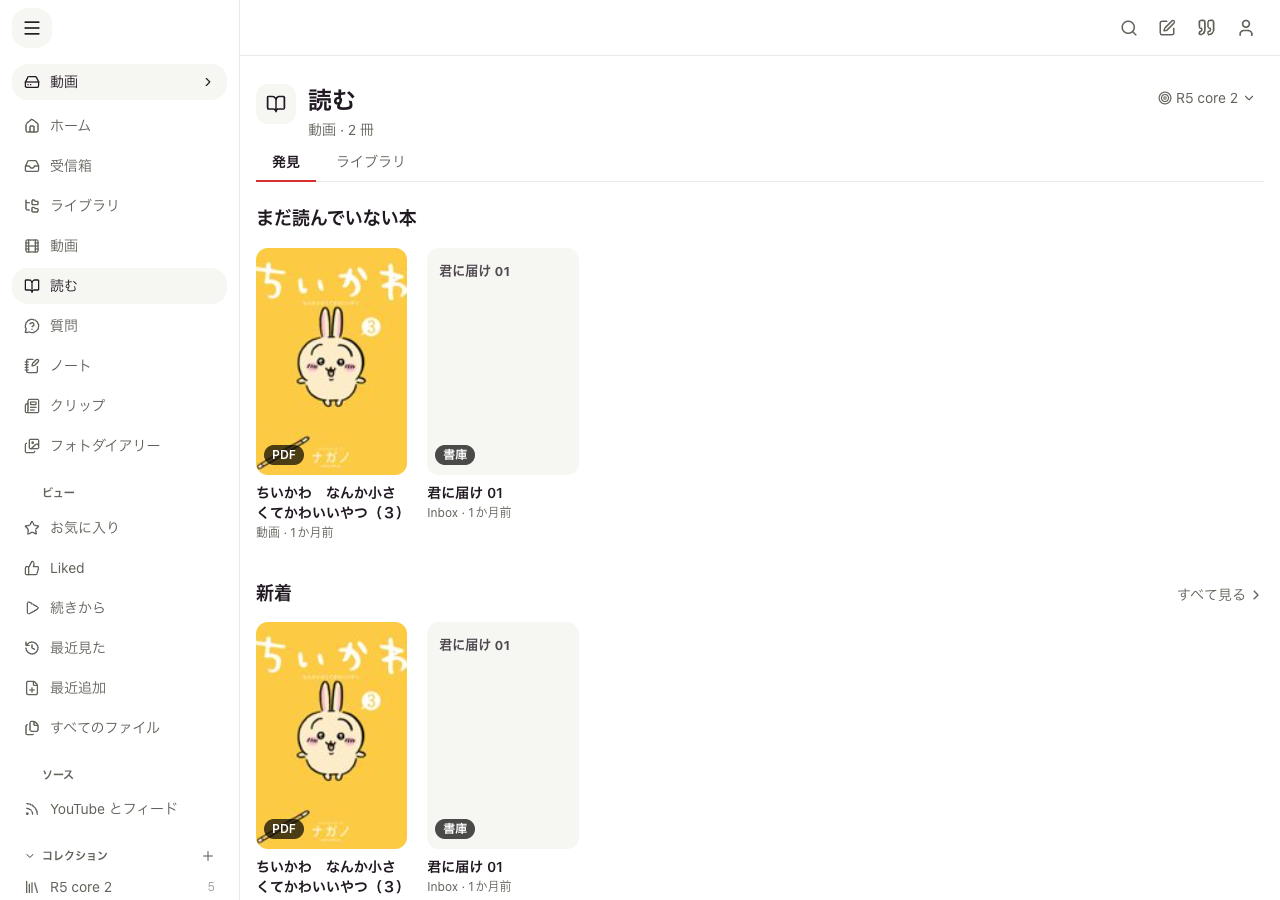 動画
ホーム
受信箱
ライブラリ
動画
読む
質問
ノート
クリップ
フォトダイアリー
ビュー
お気に入り
Liked
続きから
最近見た
最近追加
すべてのファイル
ソース
YouTube とフィード
コレクション
R5 core 2 5
読む
動画 · 2 冊
R5 core 2
発見 ライブラリ
まだ読んでいない本
ちいかわ
3
ナガノ
PDF
ちいかわ　なんか小さ
くてかわいいやつ（３）
動画 · 1か月前
君に届け 01
書庫
君に届け 01
Inbox · 1か月前
新着
すべて見る
ちいかわ
3
ナガノ
PDF
ちいかわ　なんか小さ
くてかわいいやつ（３）
君に届け 01
書庫
君に届け 01
Inbox · 1か月前